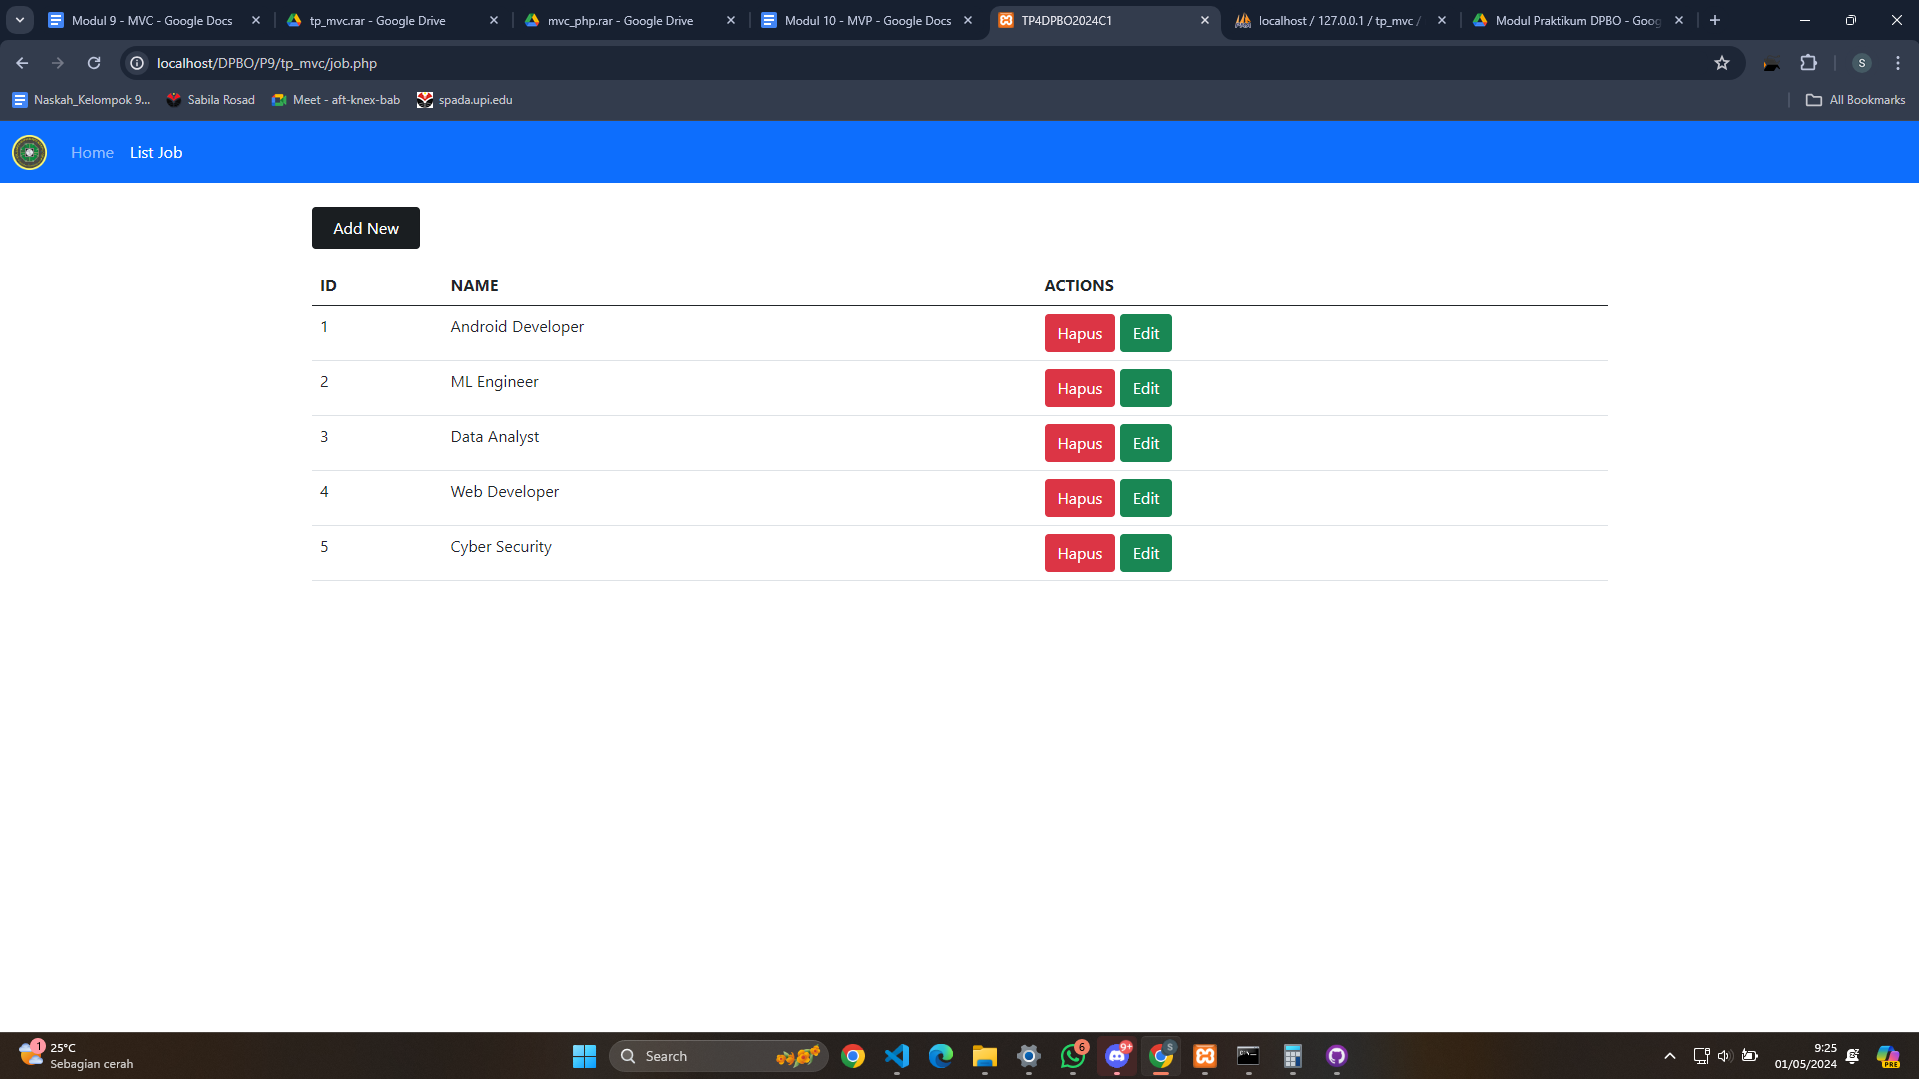 Modul 9 - MVC - Google Docs
tp_mvc.rar - Google Drive
mvc_php.rar - Google Drive
Modul 10 - MVP - Google Docs
TP4DPBO2024C1
localhost / 127.0.0.1 / tp_mvc /
Modul Praktikum DPBO - Goog
localhost/DPBO/P9/tp_mvc/job.php
S
Naskah_Kelompok 9...
Sabila Rosad
Meet - aft-knex-bab
spada.upi.edu
All Bookmarks
Home
List Job
Add New
ID NAME ACTIONS
1 Android Developer Hapus Edit
2 ML Engineer Hapus Edit
3 Data Analyst Hapus Edit
4 Web Developer Hapus Edit
5 Cyber Security Hapus Edit
1
25°C
Sebagian cerah
Search
6
9+
S
9:25
01/05/2024
PRE